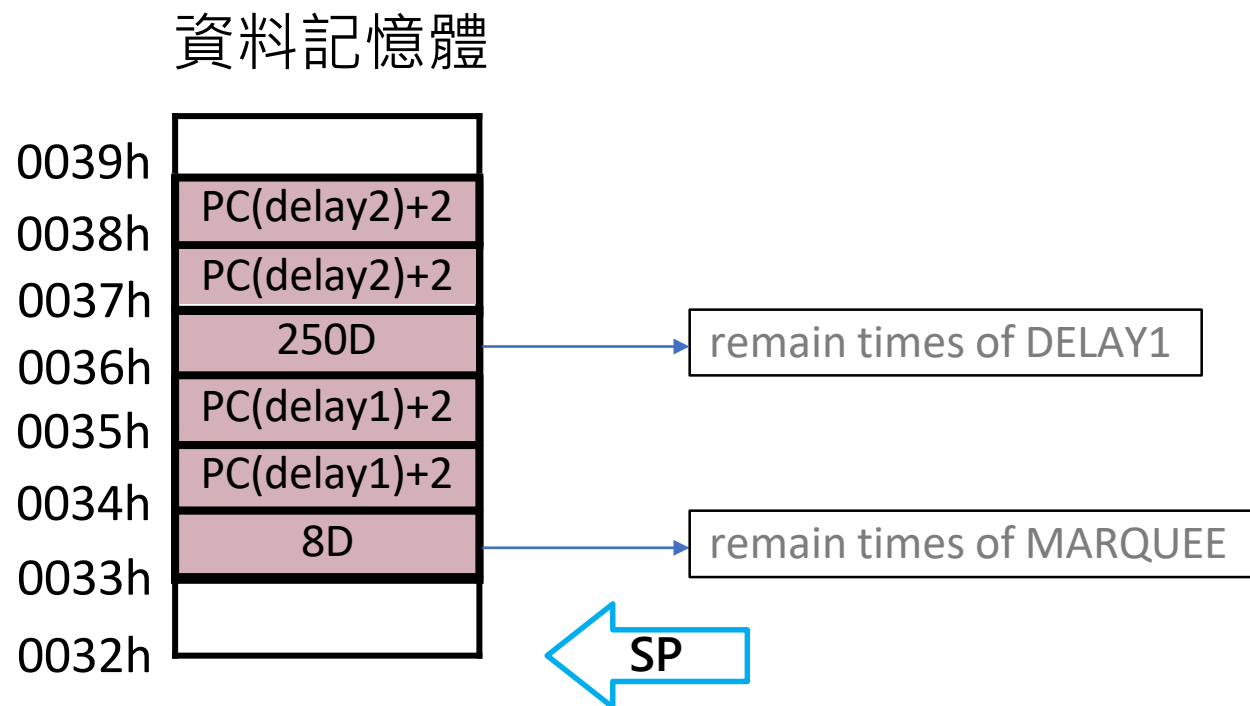 資料記憶體
0039h
PC(delay2)+2
0038h
PC(delay2)+2
0037h
250D
remain times of DELAY1
0036h
PC(delay1)+2
0035h
PC(delay1)+2
0034h
8D
remain times of MARQUEE
0033h
0032h
SP